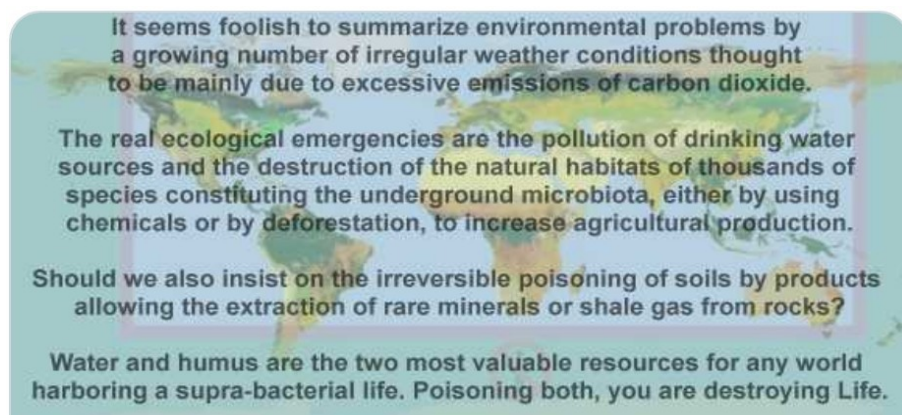 It seems foolish to summarize environmental problems by
a growing number of irregular weather conditions thought
to be mainly due to excessive emissions of carbon dioxide.
The real ecological emergencies are the pollution of drinking water
sources and the destruction of the natural habitats of thousands of
species constituting the underground microbiota, either by using
chemicals or by deforestation, to increase agricultural production.
Should we also insist on the irreversible poisoning of soils by products
allowing the extraction of rare minerals or shale gas from rocks?
Water and humus are the two most valuable resources for any world
harboring a supra-bacterial life. Poisoning both, you are destroying Life.